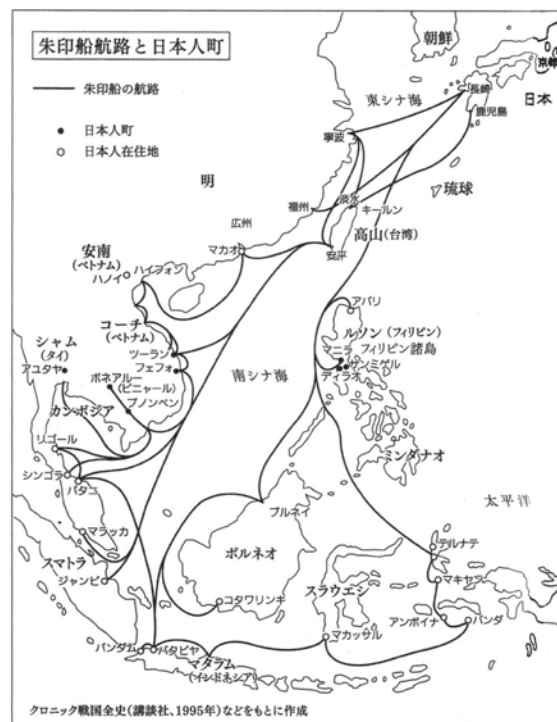 朱印船航路と日本人町
朱印船の航路
日本人町
日本人在住地
朝鮮
京都
長崎
日本
鹿児島
東シナ海
寧波
明
琉球
福州
淡水
キールン
広州
高山(台湾)
マカオ
安平
安南
(ベトナム)
ハイフォン
ハノイ
アパリ
コーチ
(ベトナム)
ルソン(フィリピン)
シャム
(タイ)
ツーラン
マニラ
フィリピン諸島
フェフォ
サンミゲル
アユタヤ
ディラオ
ポネアルー
(ピニャール)
南シナ海
カンボジア
プノンペン
リゴール
ミンダナオ
シンゴラ
パタニ
太平洋
ブルネイ
マラッカ
テルナテ
スマトラ
ボルネオ
ジャンビ
スラウエシ
マキヤン
コタワリンキ
アンボイナ
バンダ
マカッサル
バンダム
バタビヤ
マタラム
(インドネシア)
クロニック戦国全史(講談社、1995年)などをもとに作成